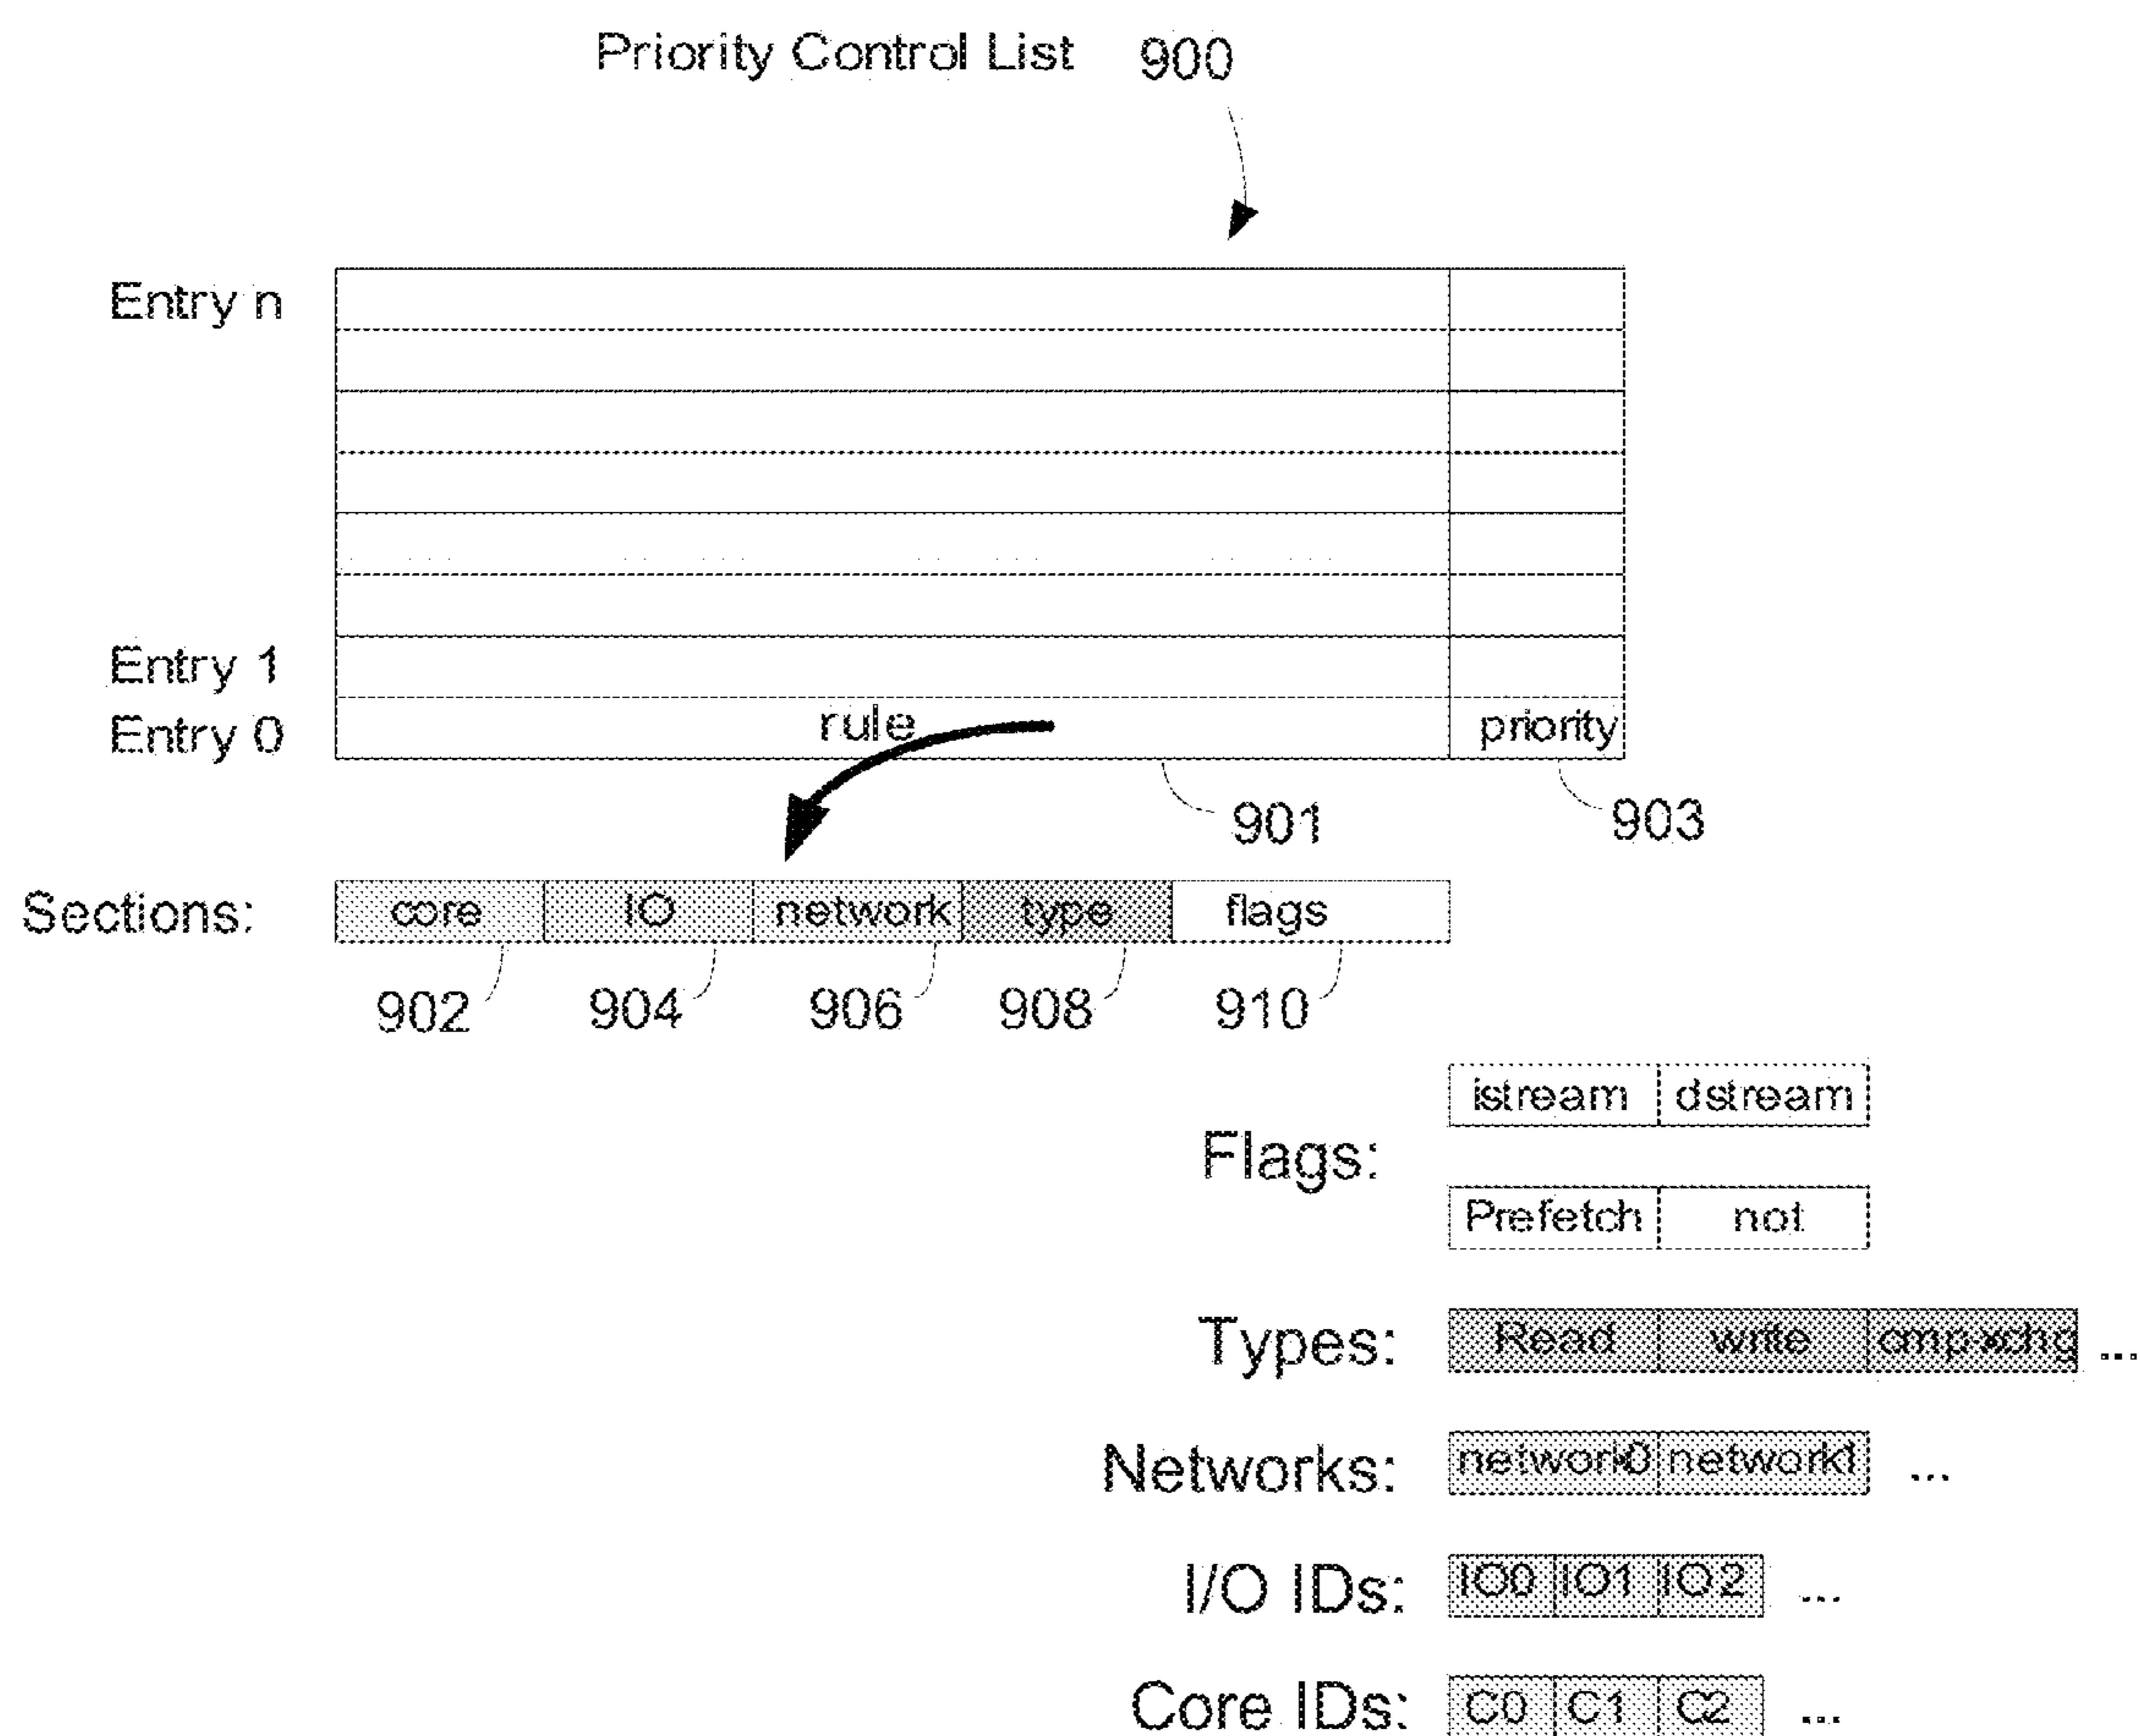 Priority Control List 900
Entry n
Entry 1
Entry 0 rule priority
901 903
Sections: core IO network type flags
902 904 906 908 910
istream dstream
Flags:
Prefetch not
Types: Read write cmp-xchg ...
Networks: network0 network1 ...
I/O IDs: IO0 IO1 IO2 ...
Core IDs: C0 C1 C2 ...